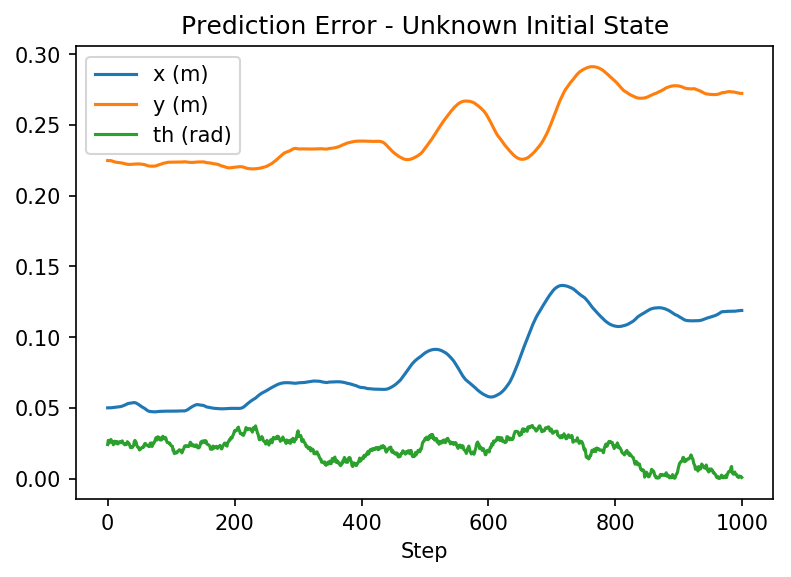 Prediction Error - Unknown Initial State
x (m)
y (m)
th (rad)
0.30
0.25
0.20
0.15
0.10
0.05
0.00
0 200 400 600 800 1000
Step